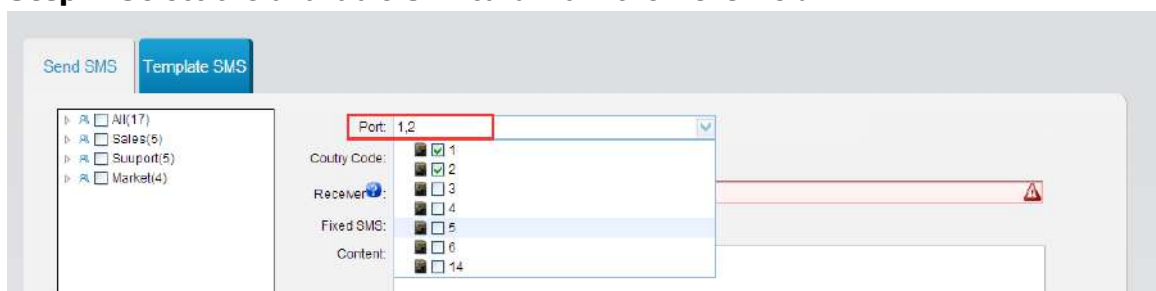 Send SMS
Template SMS
All(17)
Sales(5)
Suuport(5)
Market(4)
Port: 1,2
1
Coutry Code:
2
Receiver?:
3
4
Fixed SMS:
5
Content:
6
14